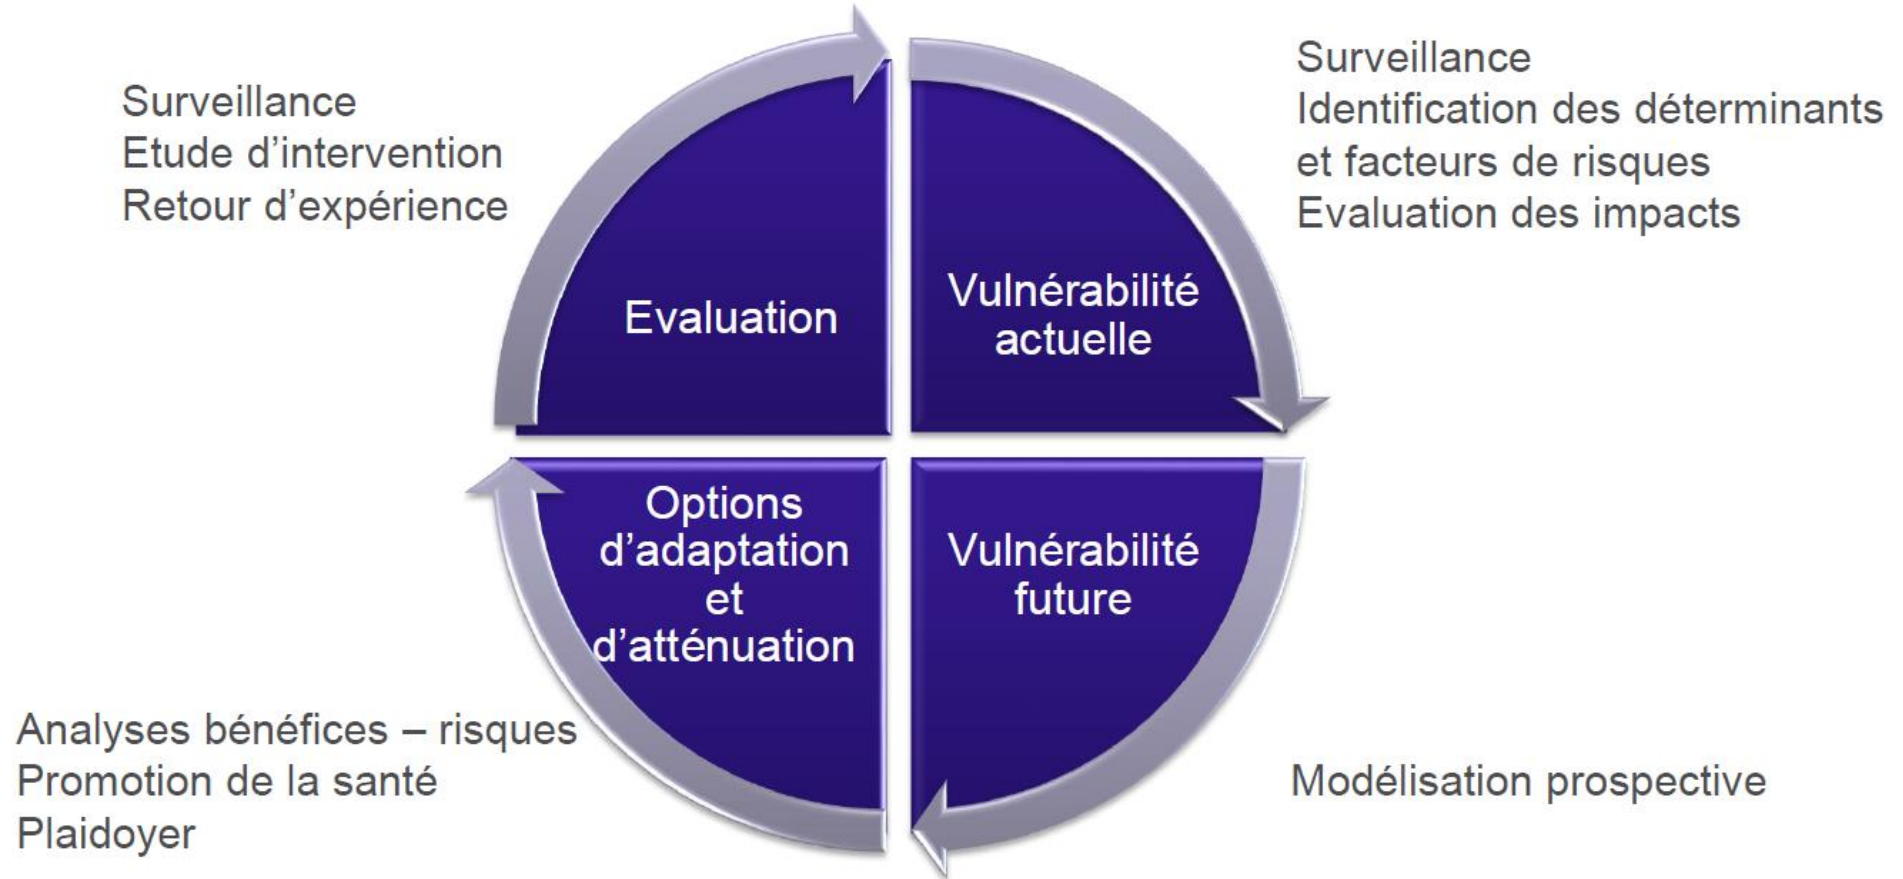 Surveillance
Etude d’intervention
Retour d’expérience
Evaluation
Vulnérabilité
actuelle
Surveillance
Identification des déterminants
et facteurs de risques
Evaluation des impacts
Options
d’adaptation
et
d’atténuation
Vulnérabilité
future
Analyses bénéfices – risques
Promotion de la santé
Plaidoyer
Modélisation prospective